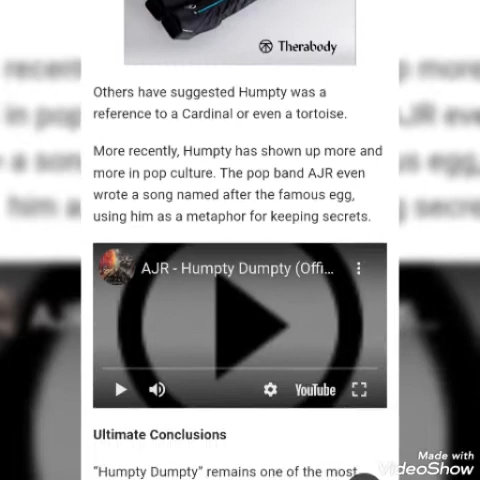 Therabody
Others have suggested Humpty was a
reference to a Cardinal or even a tortoise.
More recently, Humpty has shown up more and
more in pop culture. The pop band AJR even
wrote a song named after the famous egg,
using him as a metaphor for keeping secrets.
AJR - Humpty Dumpty (Offi...
YouTube
Ultimate Conclusions
"Humpty Dumpty" remains one of the most
Made with
VideoShow